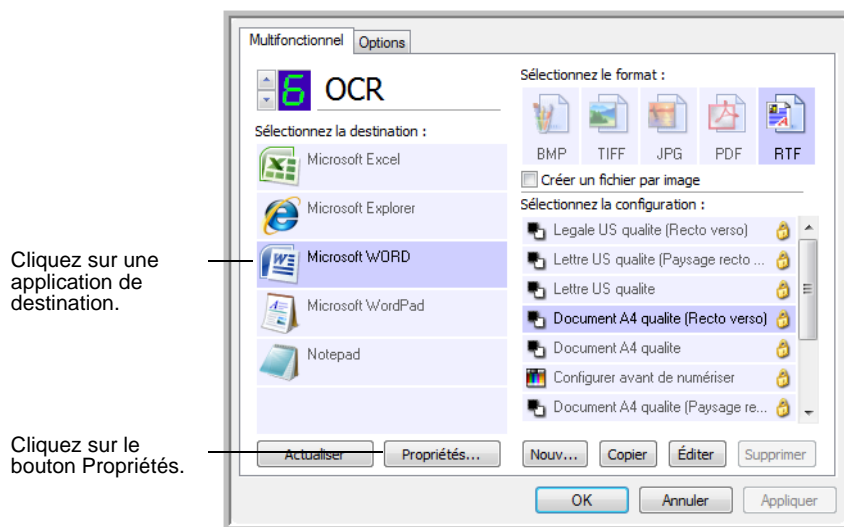 Multifonctionnel
Options
6
OCR
Sélectionnez la destination :
Microsoft Excel
Microsoft Explorer
Microsoft WORD
Microsoft WordPad
Notepad
Actualiser
Propriétés...
Sélectionnez le format :
BMP
TIFF
JPG
PDF
RTF
Créer un fichier par image
Sélectionnez la configuration :
Legale US qualite (Recto verso)
Lettre US qualite (Paysage recto ...
Lettre US qualite
Document A4 qualite (Recto verso)
Document A4 qualite
Configurer avant de numériser
Document A4 qualite (Paysage re...
Nouv...
Copier
Éditer
Supprimer
OK
Annuler
Appliquer
Cliquez sur une
application de
destination.
Cliquez sur le
bouton Propriétés.